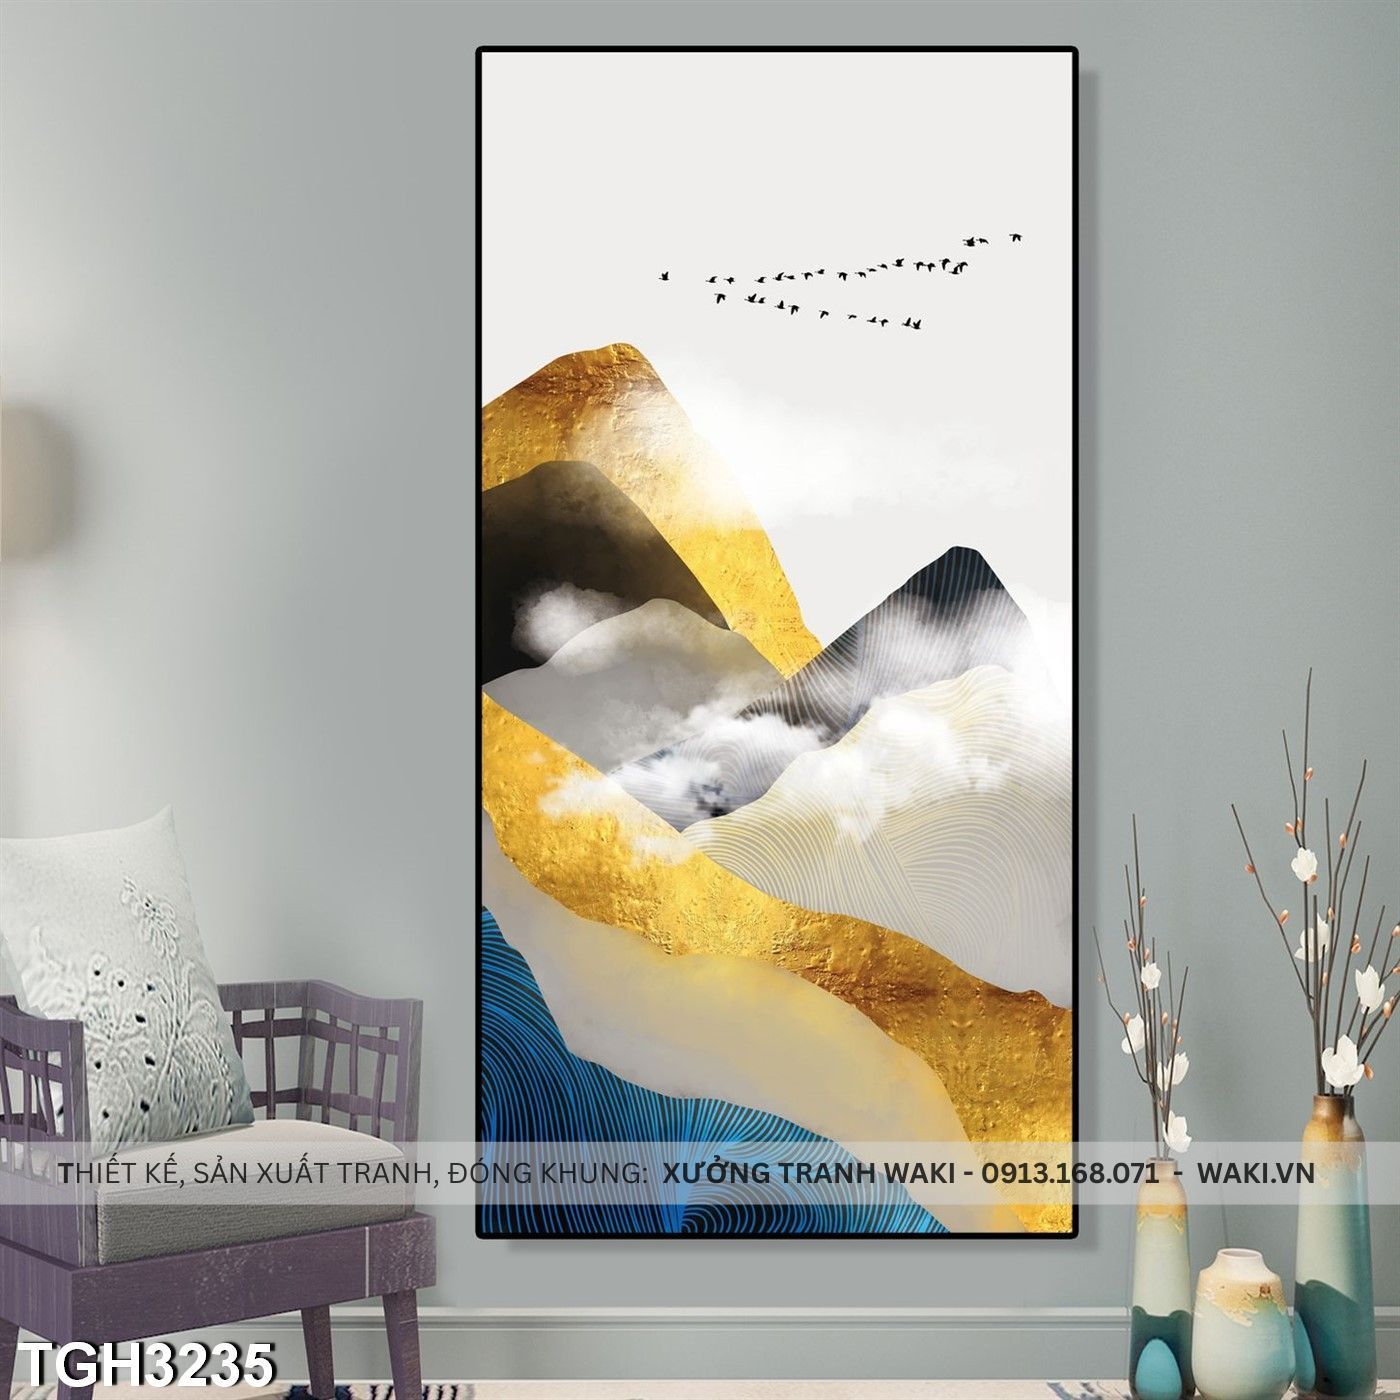 THIẾT KẾ, SẢN XUẤT TRANH, ĐÓNG KHUNG: XƯỞNG TRANH WAKI - 0913.168.071 - WAKI.VN
TGH3235